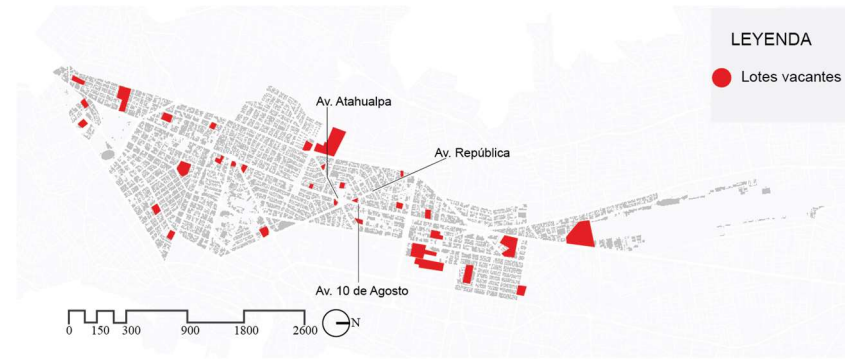 LEYENDA
Lotes vacantes
Av. Atahualpa
Av. República
Av. 10 de Agosto
0 150 300 900 1800 2600
N